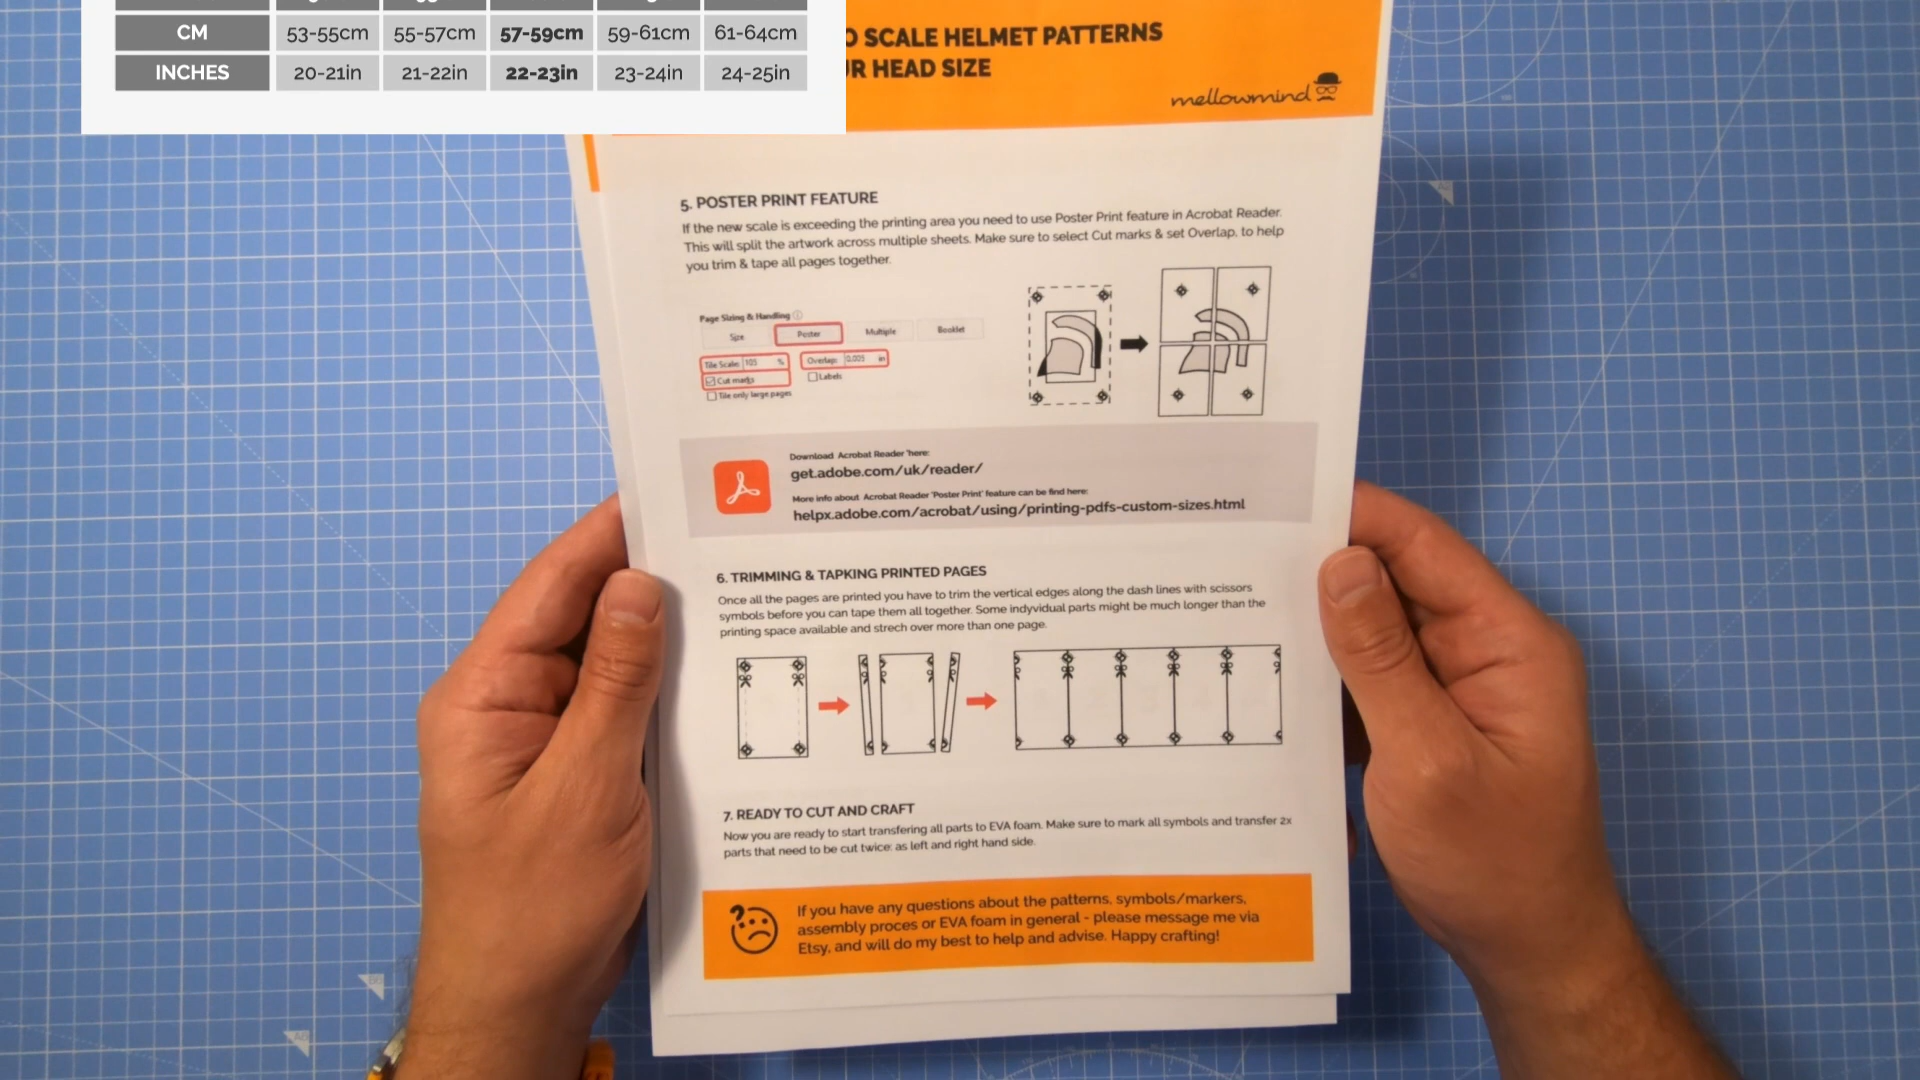 CM 53-55cm 55-57cm 57-59cm 59-61cm 61-64cm
INCHES 20-21in 21-22in 22-23in 23-24in 24-25in
O SCALE HELMET PATTERNS
R HEAD SIZE
mellowmind
5. POSTER PRINT FEATURE
If the new scale is exceeding the printing area you need to use Poster Print feature in Acrobat Reader.
This will split the artwork across multiple sheets. Make sure to select Cut marks & set Overlap, to help
you trim & tape all pages together.
Page Sizing & Handling
Size Poster Multiple Booklet
Tile Scale: 105 % Overlap: 0.005 in
Cut marks Labels
Tile only large pages
Download Acrobat Reader here:
get.adobe.com/uk/reader/
More info about Acrobat Reader 'Poster Print' feature can be find here:
helpx.adobe.com/acrobat/using/printing-pdfs-custom-sizes.html
6. TRIMMING & TAPKING PRINTED PAGES
Once all the pages are printed you have to trim the vertical edges along the dash lines with scissors
symbols before you can tape them all together. Some indyvidual parts might be much longer than the
printing space available and strech over more than one page.
7. READY TO CUT AND CRAFT
Now you are ready to start transfering all parts to EVA foam. Make sure to mark all symbols and transfer 2x
parts that need to be cut twice: as left and right hand side.
If you have any questions about the patterns, symbols/markers,
assembly proces or EVA foam in general - please message me via
Etsy, and will do my best to help and advise. Happy crafting!